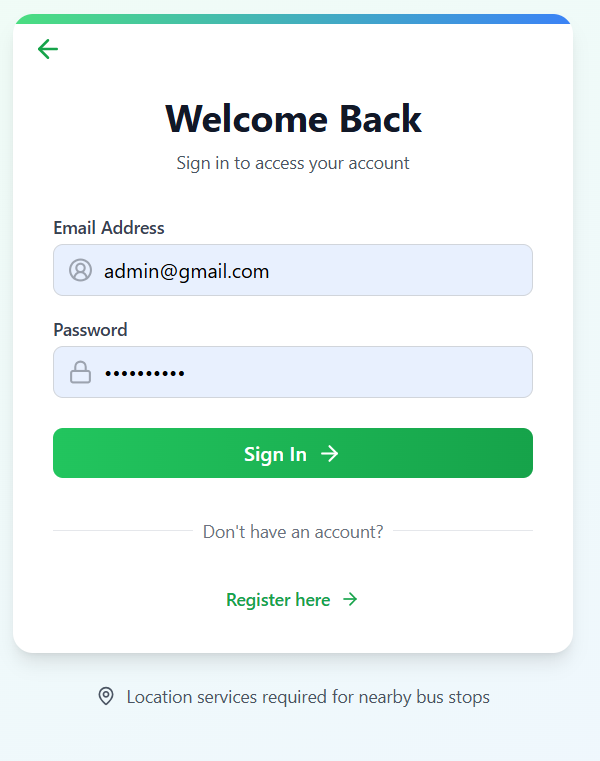 Welcome Back
Sign in to access your account
Email Address
admin@gmail.com
Password
••••••••••
Sign In
Don't have an account?
Register here
Location services required for nearby bus stops